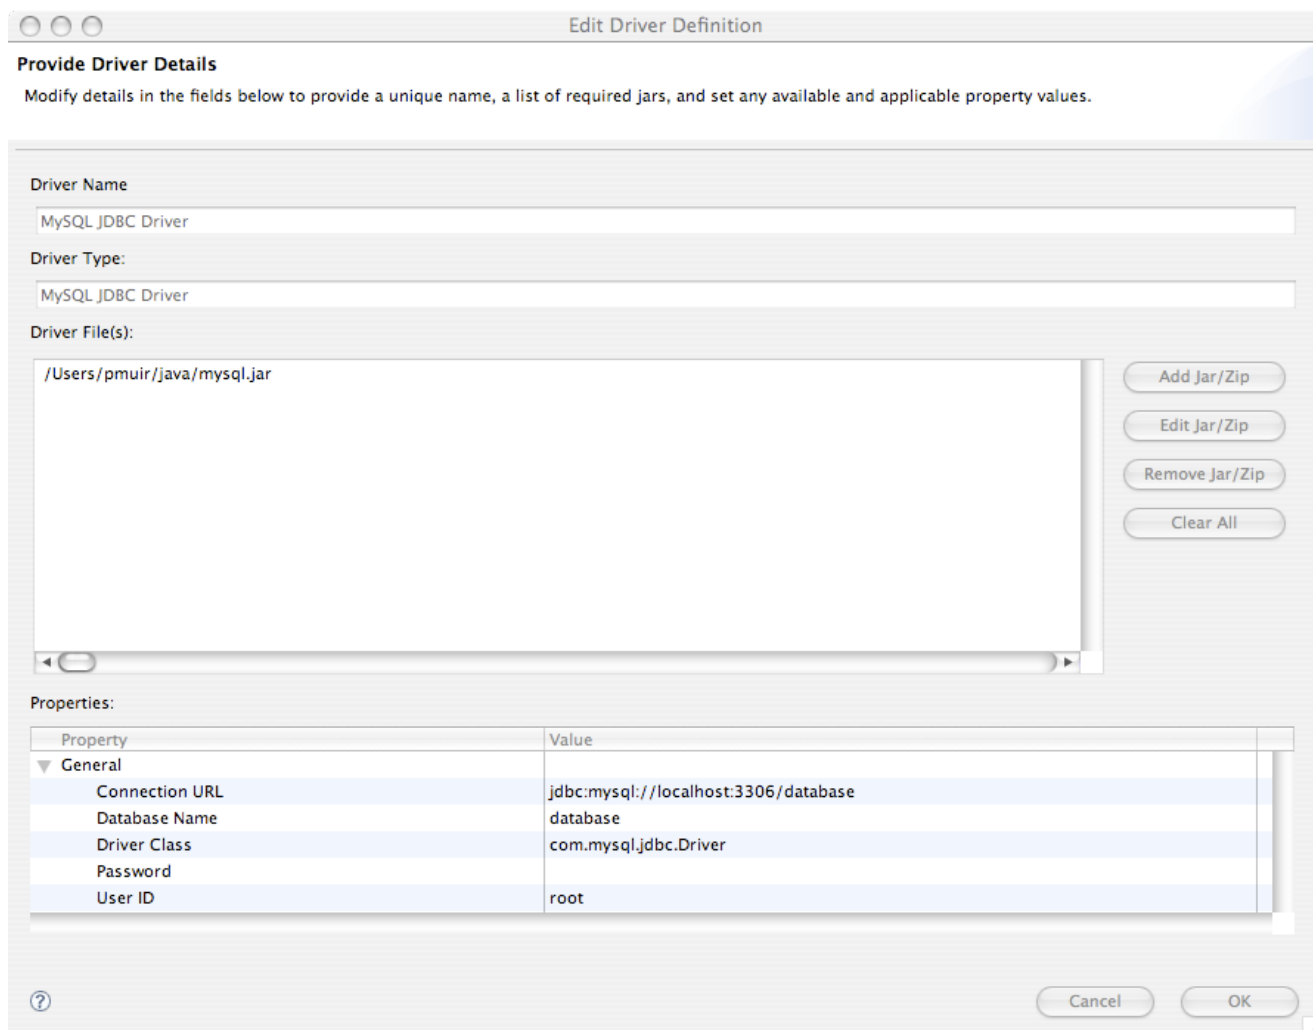 Edit Driver Definition
Provide Driver Details
Modify details in the fields below to provide a unique name, a list of required jars, and set any available and applicable property values.
Driver Name
MySQL JDBC Driver
Driver Type:
MySQL JDBC Driver
Driver File(s):
/Users/pmuir/java/mysql.jar
Add Jar/Zip
Edit Jar/Zip
Remove Jar/Zip
Clear All
Properties:
Property Value
General
Connection URL jdbc:mysql://localhost:3306/database
Database Name database
Driver Class com.mysql.jdbc.Driver
Password
User ID root
? Cancel OK